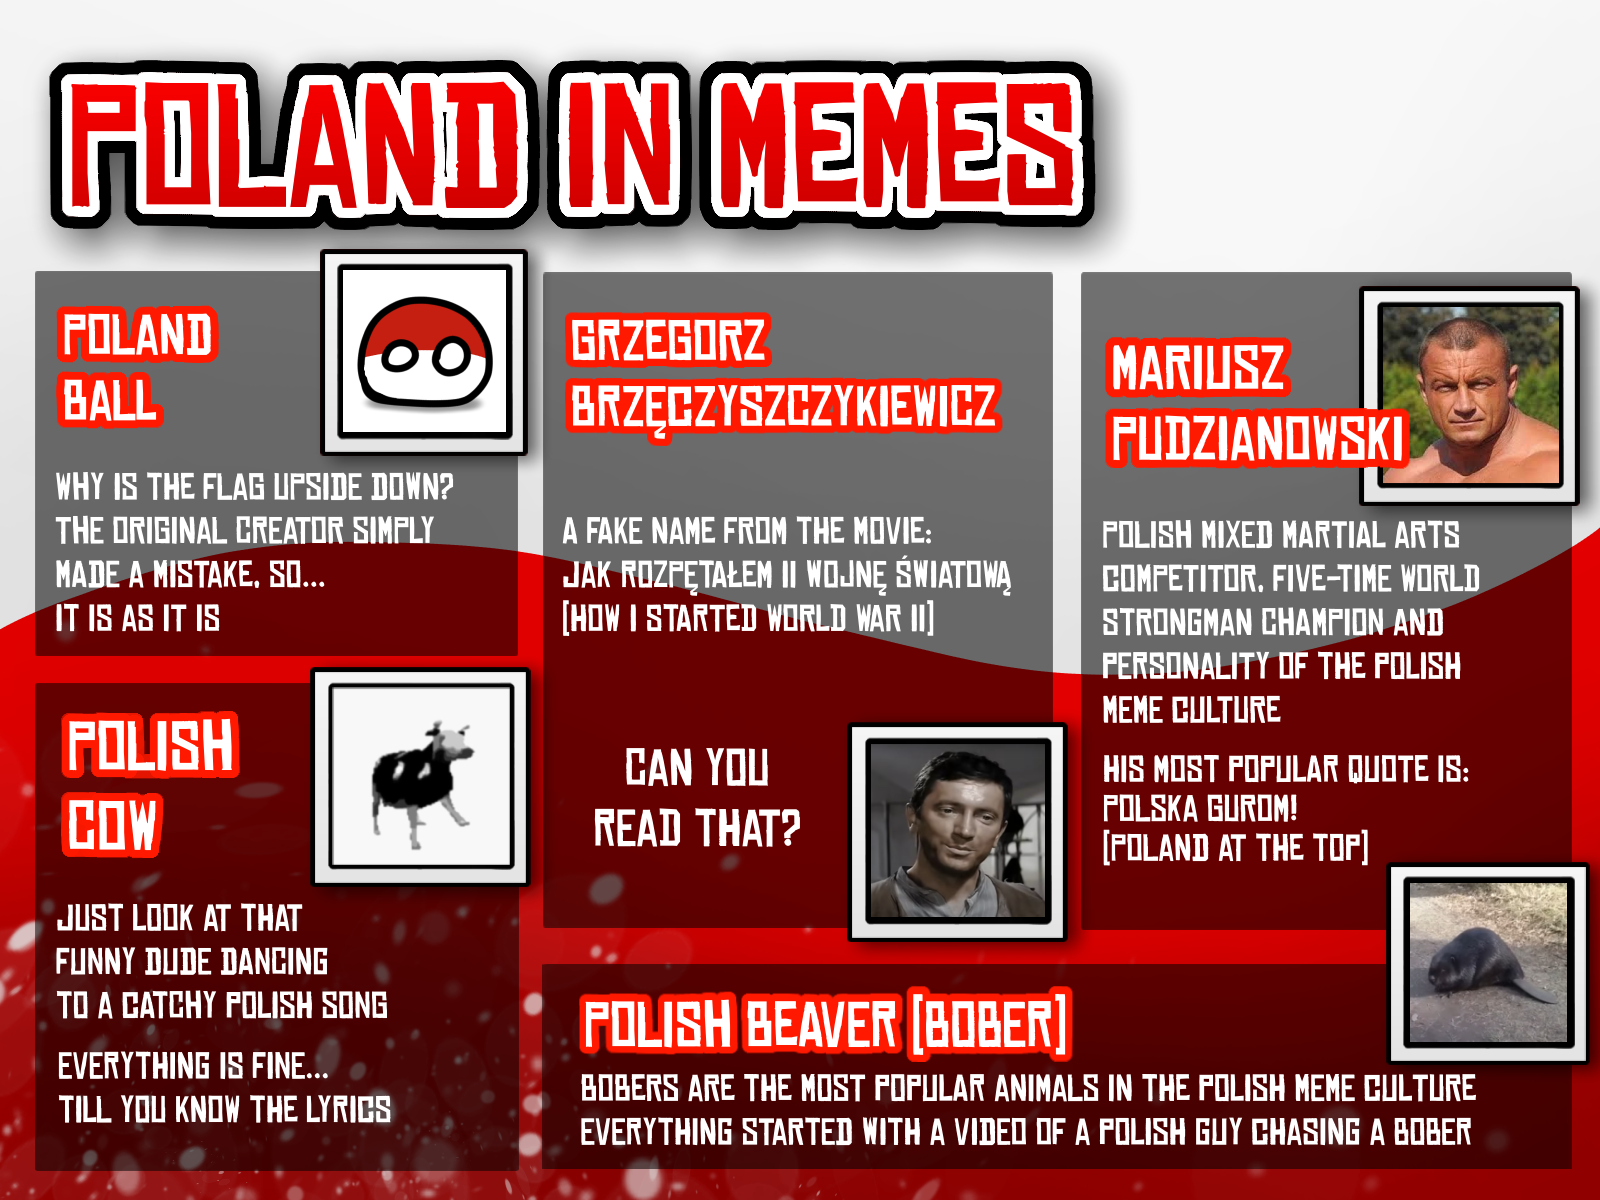 POLAND IN MEMES
POLAND
BALL
WHY IS THE FLAG UPSIDE DOWN?
THE ORIGINAL CREATOR SIMPLY
MADE A MISTAKE, SO...
IT IS AS IT IS
POLISH
COW
JUST LOOK AT THAT
FUNNY DUDE DANCING
TO A CATCHY POLISH SONG
EVERYTHING IS FINE...
TILL YOU KNOW THE LYRICS
GRZEGORZ
BRZĘCZYSZCZYKIEWICZ
A FAKE NAME FROM THE MOVIE:
JAK ROZPĘTAŁEM II WOJNĘ ŚWIATOWĄ
[HOW I STARTED WORLD WAR II]
CAN YOU
READ THAT?
MARIUSZ
PUDZIANOWSKI
POLISH MIXED MARTIAL ARTS
COMPETITOR, FIVE-TIME WORLD
STRONGMAN CHAMPION AND
PERSONALITY OF THE POLISH
MEME CULTURE
HIS MOST POPULAR QUOTE IS:
POLSKA GUROM!
[POLAND AT THE TOP]
POLISH BEAVER [BOBER]
BOBERS ARE THE MOST POPULAR ANIMALS IN THE POLISH MEME CULTURE
EVERYTHING STARTED WITH A VIDEO OF A POLISH GUY CHASING A BOBER